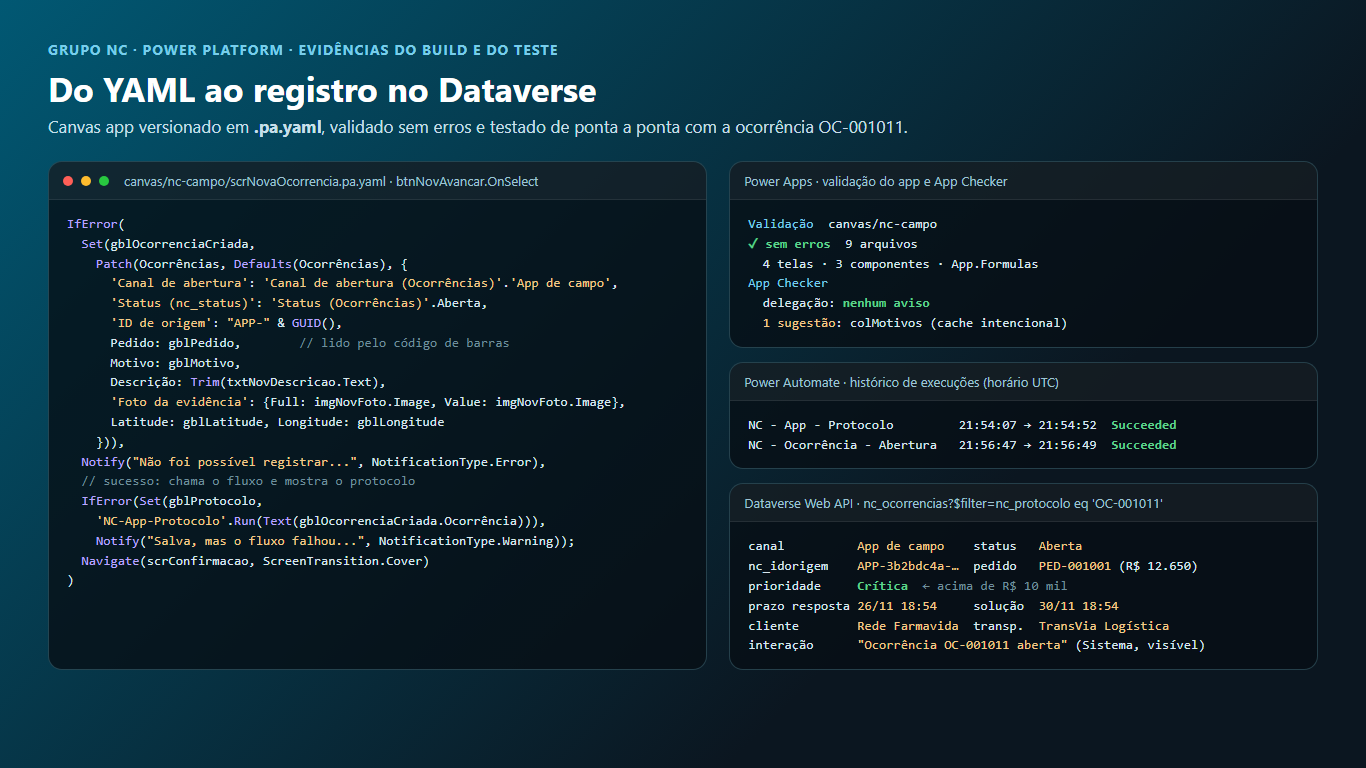 GRUPO NC · POWER PLATFORM · EVIDÊNCIAS DO BUILD E DO TESTE
Do YAML ao registro no Dataverse
Canvas app versionado em .pa.yaml, validado sem erros e testado de ponta a ponta com a ocorrência OC-001011.
canvas/nc-campo/scrNovaOcorrencia.pa.yaml · btnNovAvancar.OnSelect
IfError(
  Set(gblOcorrenciaCriada,
    Patch(Ocorrências, Defaults(Ocorrências), {
      'Canal de abertura': 'Canal de abertura (Ocorrências)'.'App de campo',
      'Status (nc_status)': 'Status (Ocorrências)'.Aberta,
      'ID de origem': "APP-" & GUID(),
      Pedido: gblPedido,        // lido pelo código de barras
      Motivo: gblMotivo,
      Descrição: Trim(txtNovDescricao.Text),
      'Foto da evidência': {Full: imgNovFoto.Image, Value: imgNovFoto.Image},
      Latitude: gblLatitude, Longitude: gblLongitude
    })),
  Notify("Não foi possível registrar...", NotificationType.Error),
  // sucesso: chama o fluxo e mostra o protocolo
  IfError(Set(gblProtocolo,
    'NC-App-Protocolo'.Run(Text(gblOcorrenciaCriada.Ocorrência))),
    Notify("Salva, mas o fluxo falhou...", NotificationType.Warning));
  Navigate(scrConfirmacao, ScreenTransition.Cover)
)
Power Apps · validação do app e App Checker
Validação  canvas/nc-campo
✓ sem erros  9 arquivos
  4 telas · 3 componentes · App.Formulas
App Checker
  delegação: nenhum aviso
  1 sugestão: colMotivos (cache intencional)
Power Automate · histórico de execuções (horário UTC)
NC - App - Protocolo         21:54:07 → 21:54:52  Succeeded
NC - Ocorrência - Abertura   21:56:47 → 21:56:49  Succeeded
Dataverse Web API · nc_ocorrencias?$filter=nc_protocolo eq 'OC-001011'
canal          App de campo    status   Aberta
nc_idorigem    APP-3b2bdc4a-…  pedido   PED-001001 (R$ 12.650)
prioridade     Crítica  ← acima de R$ 10 mil
prazo resposta 26/11 18:54     solução  30/11 18:54
cliente        Rede Farmavida  transp.  TransVia Logística
interação      "Ocorrência OC-001011 aberta" (Sistema, visível)